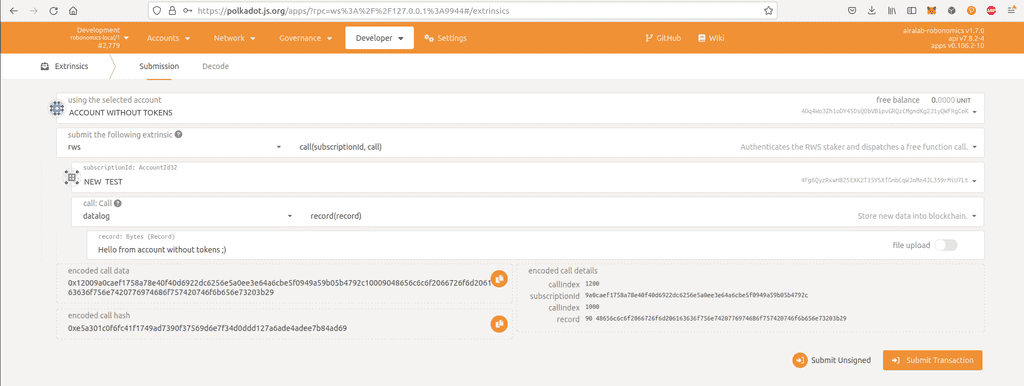 https://polkadot.js.org/apps/?rpc=ws%3A%2F%2F127.0.0.1%3A9944#/extrinsics
Development
robonomics-local/1
#2,779
Accounts
Network
Governance
Developer
Settings
GitHub
Wiki
airalab-robonomics v1.7.0
api v7.8.2-4
apps v0.106.2-10
Extrinsics
Submission
Decode
using the selected account
free balance 0.0000 UNIT
ACCOUNT WITHOUT TOKENS
submit the following extrinsic
rws
call(subscriptionId, call)
Authenticates the RWS staker and dispatches a free function call.
subscriptionId: AccountId32
NEW TEST
call: Call
datalog
record(record)
Store new data into blockchain.
record: Bytes (Record)
Hello from account without tokens ;)
file upload
encoded call data
0x12009a0caef1758a78e40f40d6922dc6256e5a0ee3e64a6cbe5f0949a59b05b4792c10009048656c6c6f2066726f6d2061
63636f756e7420776974686f757420746f6b656e73203b29
encoded call details
callIndex 1200
subscriptionId 9a0caef1758a78e40f40d6922dc6256e5a0ee3e64a6cbe5f0949a59b05b4792c
callIndex 1000
record 90 48656c6c6f2066726f6d206163636f756e7420776974686f757420746f6b656e73203b29
encoded call hash
0xe5a301c0f6fc41f1749ad7390f37569d6e7f34d0ddd127a6ade4adee7b84ad69
Submit Unsigned
Submit Transaction